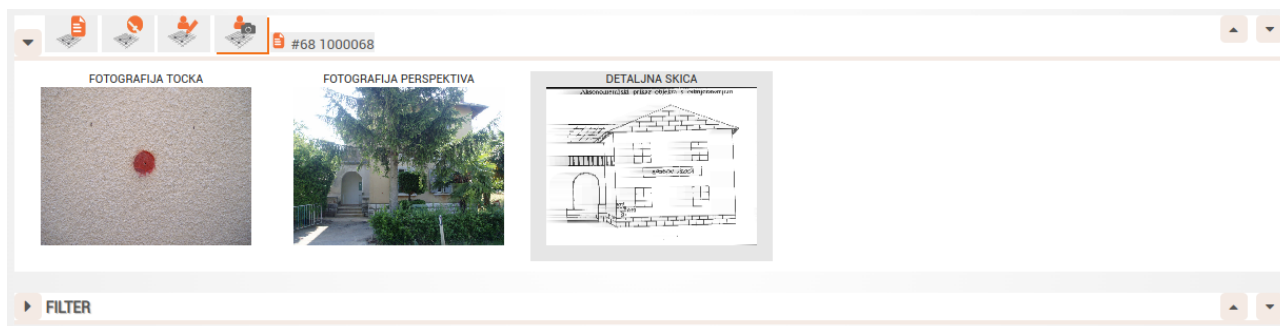 #68 1000068
FOTOGRAFIJA TOCKA
FOTOGRAFIJA PERSPEKTIVA
DETALJNA SKICA
FILTER